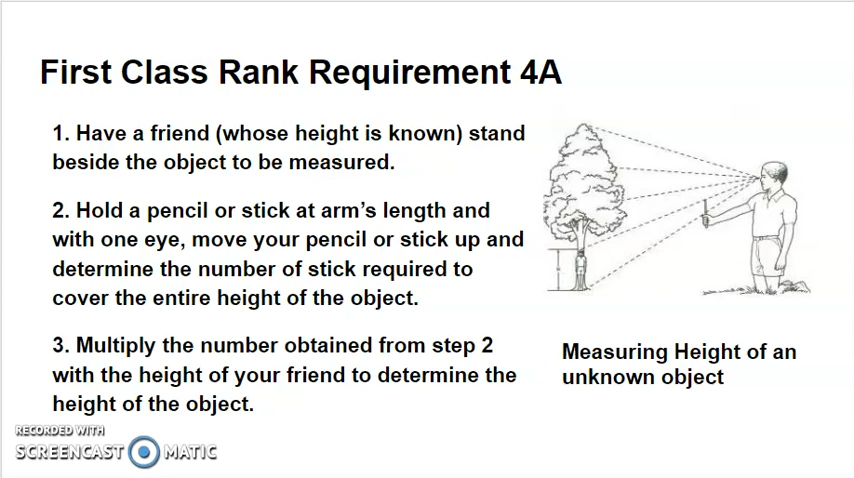 First Class Rank Requirement 4A
1. Have a friend (whose height is known) stand
beside the object to be measured.
2. Hold a pencil or stick at arm's length and
with one eye, move your pencil or stick up and
determine the number of stick required to
cover the entire height of the object.
3. Multiply the number obtained from step 2
with the height of your friend to determine the
height of the object.
Measuring Height of an
unknown object
RECORDED WITH
SCREENCAST MATIC